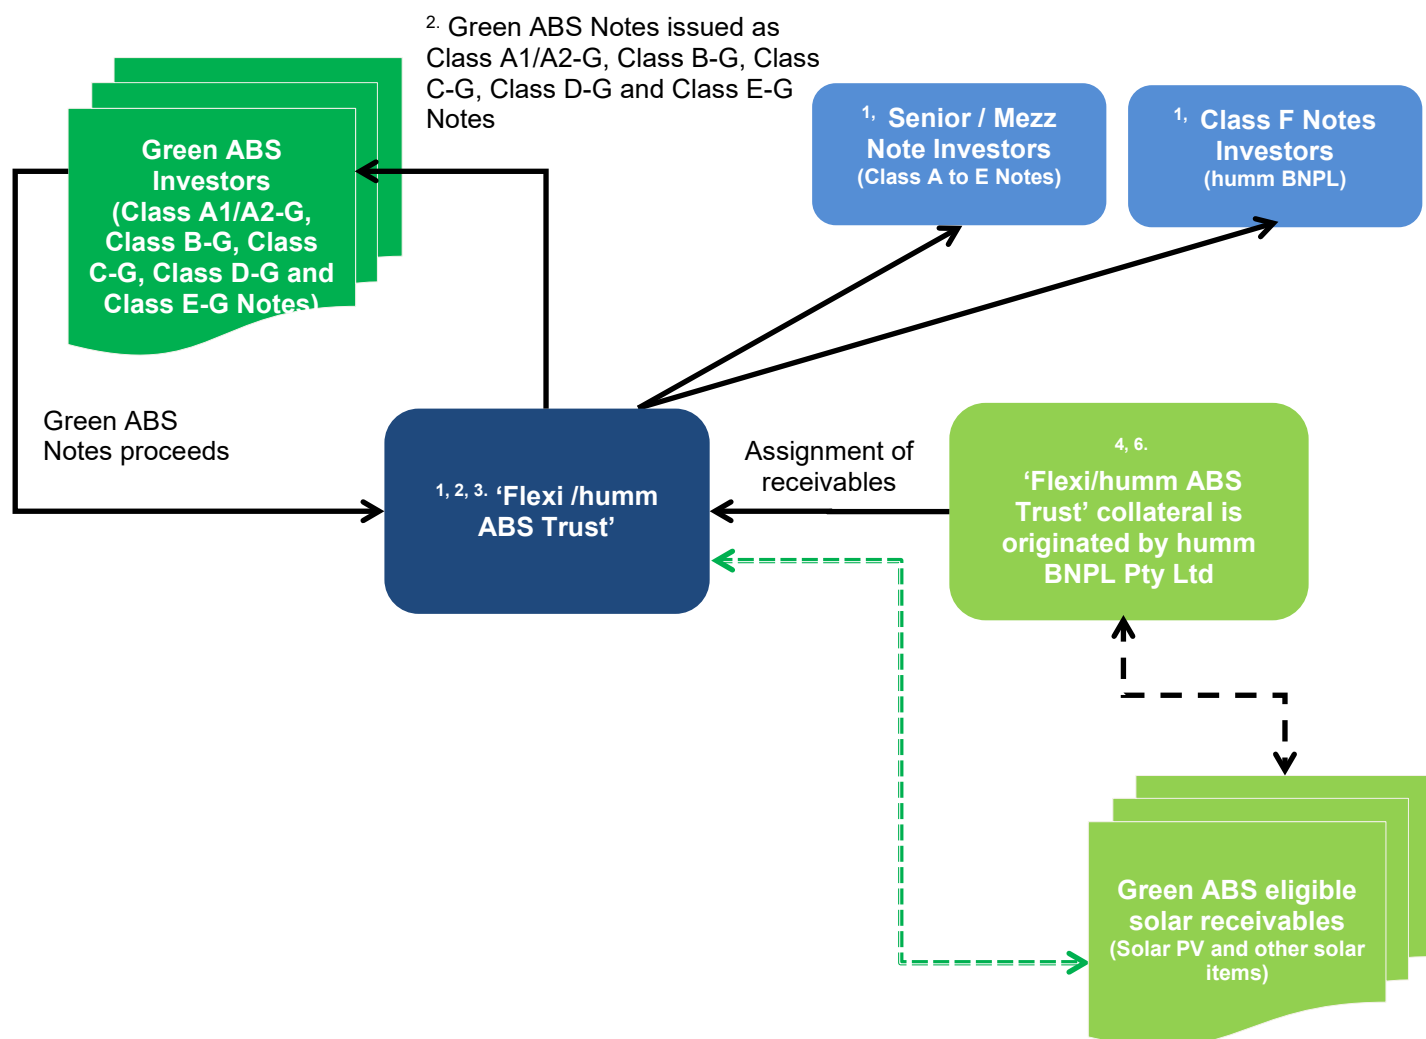 2. Green ABS Notes issued as
Class A1/A2-G, Class B-G, Class
C-G, Class D-G and Class E-G
Notes
Green ABS
Investors
(Class A1/A2-G,
Class B-G, Class
C-G, Class D-G and
Class E-G Notes)
1, Senior / Mezz
Note Investors
(Class A to E Notes)
1, Class F Notes
Investors
(humm BNPL)
Green ABS
Notes proceeds
1, 2, 3. ‘Flexi /humm
ABS Trust’
Assignment of
receivables
4, 6.
‘Flexi/humm ABS
Trust’ collateral is
originated by humm
BNPL Pty Ltd
Green ABS eligible
solar receivables
(Solar PV and other solar
items)